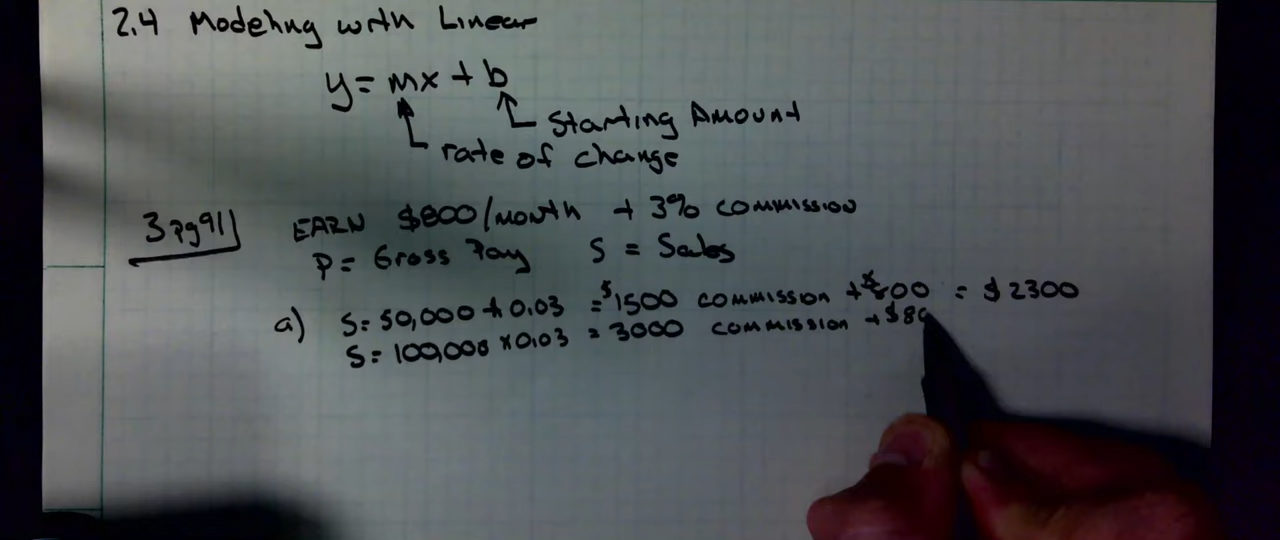 2.4 Modeling with Linear
y = mx + b
Starting Amount
rate of change
3 pg 91
EARN $800/month + 3% commission
P = Gross Pay S = Sales
a) S = 50,000 × 0.03 = $1500 commission + $800 = $2300
S = 100,000 × 0.03 = 3000 commission + $80